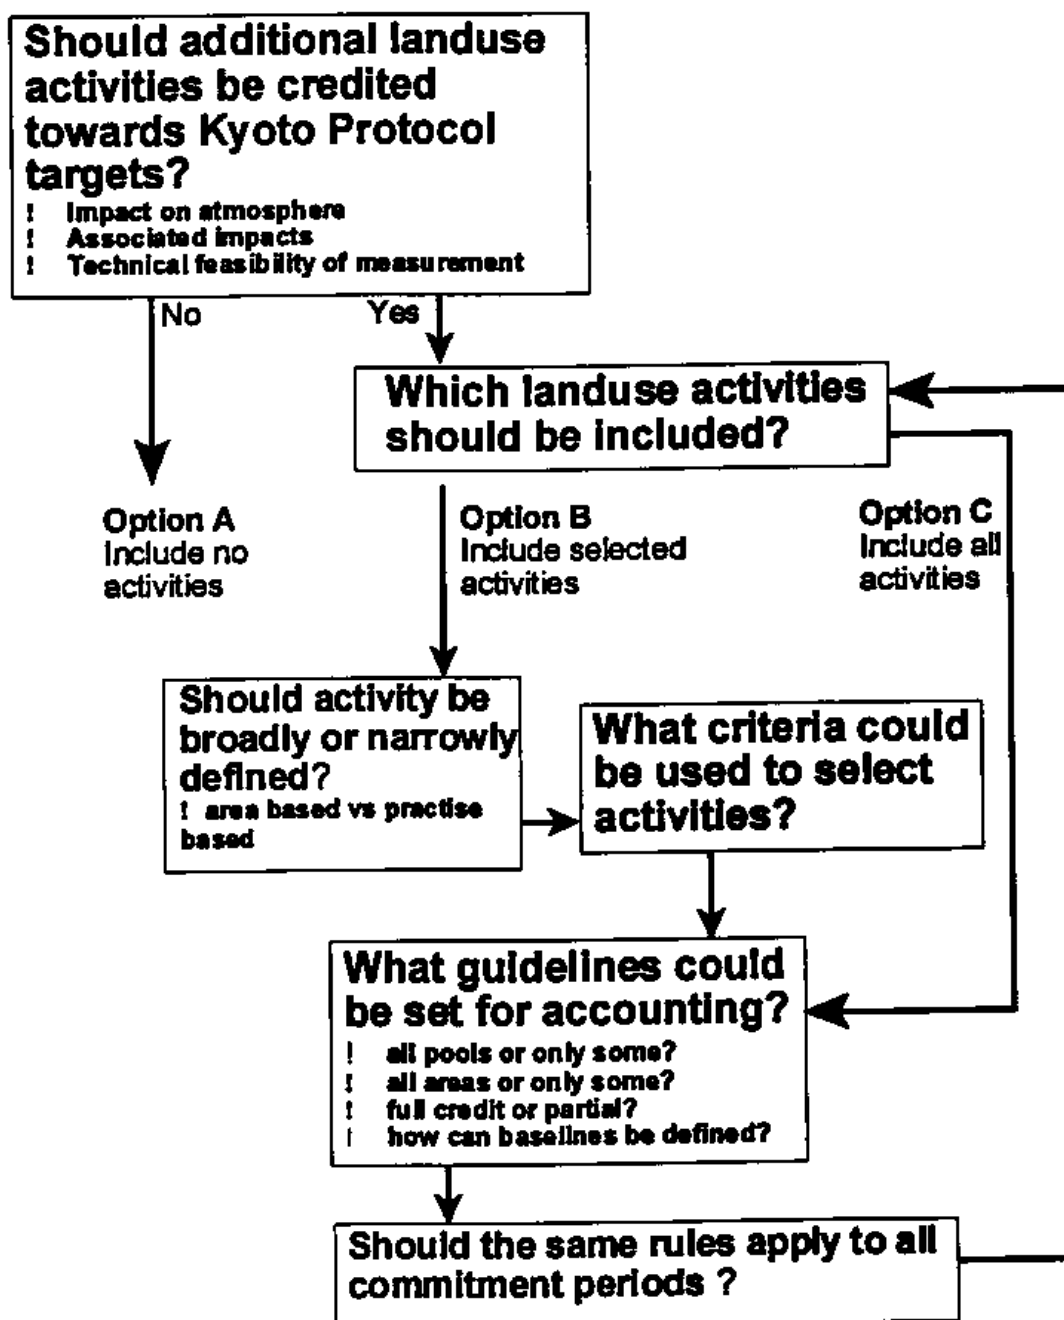 Should additional landuse
activities be credited
towards Kyoto Protocol
targets?
! Impact on atmosphere
! Associated impacts
! Technical feasibility of measurement
No
Yes
Which landuse activities
should be included?
Option A
Include no
activities
Option B
Include selected
activities
Option C
Include all
activities
Should activity be
broadly or narrowly
defined?
! area based vs practise
based
What criteria could
be used to select
activities?
What guidelines could
be set for accounting?
! all pools or only some?
! all areas or only some?
! full credit or partial?
! how can baselines be defined?
Should the same rules apply to all
commitment periods ?